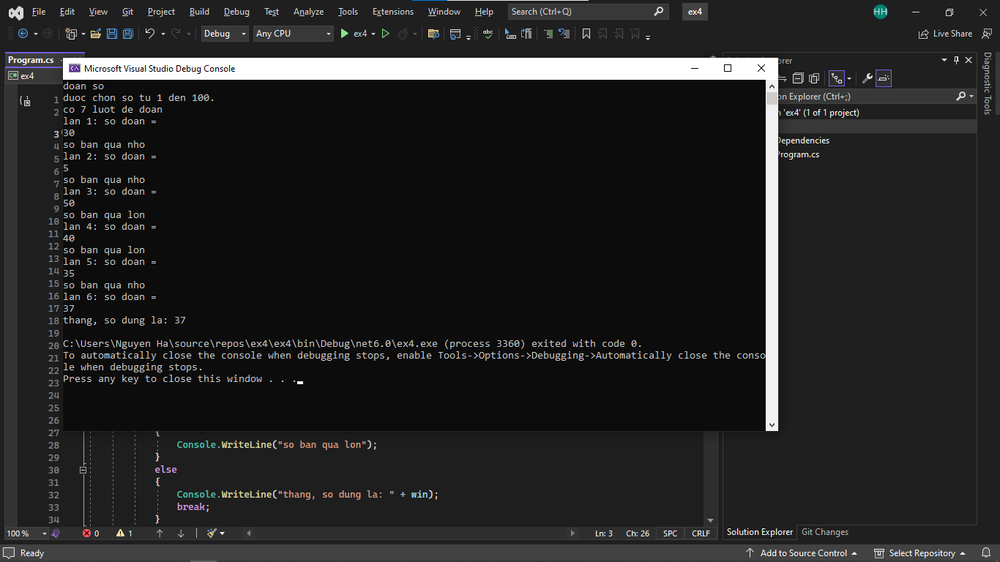 File Edit View Git Project Build Debug Test Analyze Tools Extensions Window Help Search (Ctrl+Q) ex4
HH
Debug Any CPU ex4 Live Share
Program.cs
ex4
Microsoft Visual Studio Debug Console
doan so
duoc chon so tu 1 den 100.
co 7 luot de doan
lan 1: so doan =
30
so ban qua nho
lan 2: so doan =
5
so ban qua nho
lan 3: so doan =
50
so ban qua lon
lan 4: so doan =
40
so ban qua lon
lan 5: so doan =
35
so ban qua nho
lan 6: so doan =
37
thang, so dung la: 37
C:\Users\Nguyen Ha\source\repos\ex4\ex4\bin\Debug\net6.0\ex4.exe (process 3360) exited with code 0.
To automatically close the console when debugging stops, enable Tools->Options->Debugging->Automatically close the conso
le when debugging stops.
Press any key to close this window . . .
1
2
3
4
5
6
7
8
9
10
11
12
13
14
15
16
17
18
19
20
21
22
23
24
25
26
27 {
28 Console.WriteLine("so ban qua lon");
29 }
30 else
31 {
32 Console.WriteLine("thang, so dung la: " + win);
33 break;
34 }
plorer
on Explorer (Ctrl+;)
'ex4' (1 of 1 project)
Dependencies
Program.cs
Diagnostic Tools
100 % 0 1 Ln: 3 Ch: 26 SPC CRLF
Solution Explorer Git Changes
Ready Add to Source Control Select Repository